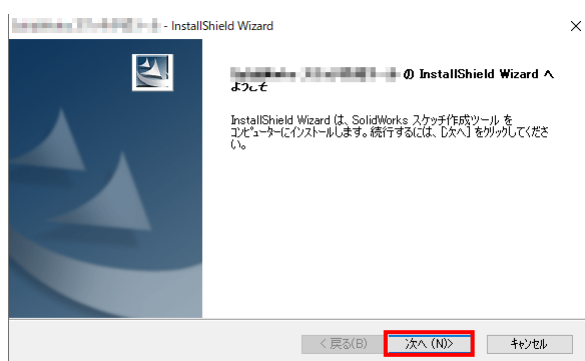 - InstallShield Wizard
の InstallShield Wizard へ
ようこそ
InstallShield Wizard は、SolidWorks スケッチ作成ツール を
コンピューターにインストールします。続行するには、[次へ] をクリックしてくださ
い。
< 戻る(B) 次へ (N)> キャンセル